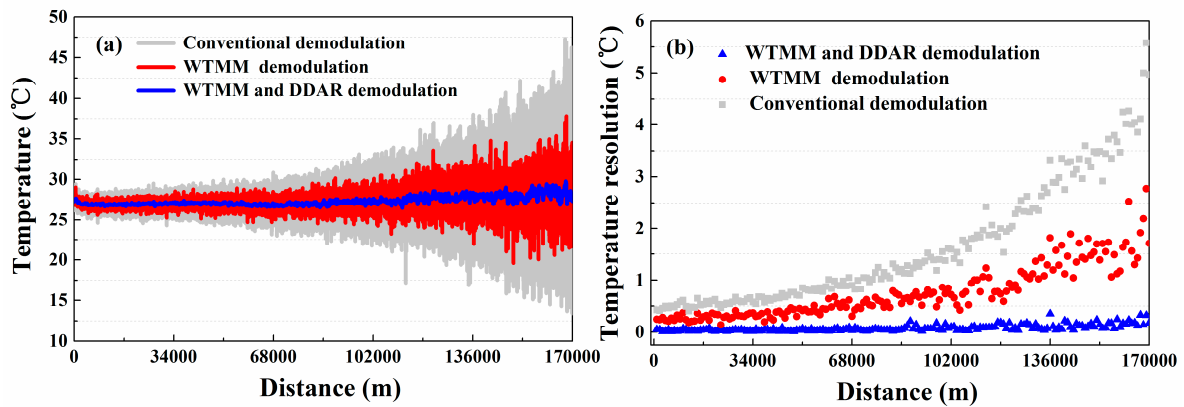 (a)
Conventional demodulation
WTMM demodulation
WTMM and DDAR demodulation
Temperature (℃)
50
45
40
35
30
25
20
15
10
0
34000
68000
102000
136000
170000
Distance (m)
(b)
WTMM and DDAR demodulation
WTMM demodulation
Conventional demodulation
Temperature resolution (℃)
6
5
4
3
2
1
0
0
34000
68000
102000
136000
170000
Distance (m)